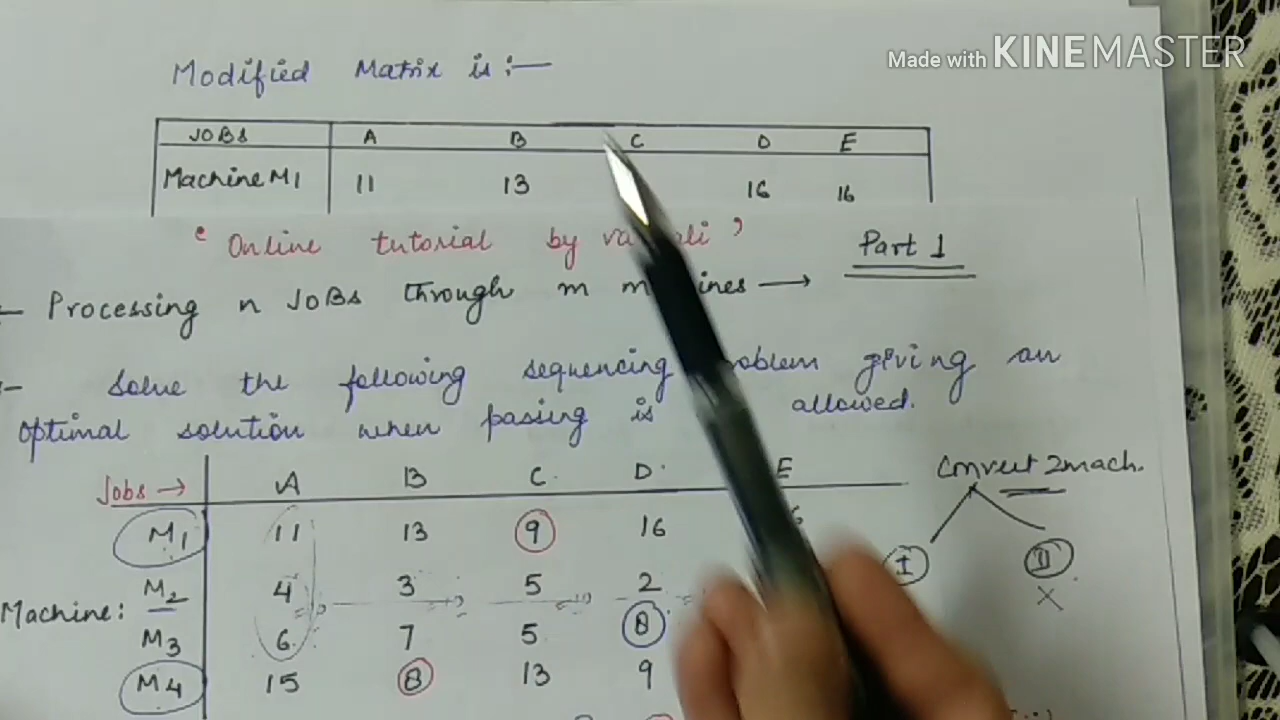 Made with KINEMASTER
Modified Matrix is :—
JOBS A B C D E
Machine M1 11 13 16 16
“Online tutorial by ”
Processing n JOBs through m →
Part 1
:- Solve the following sequencing giving an
optimal solution when passing is allowed.
Jobs → A B C. D. E
Convert 2 mach.
M1 11 13 9 16
I II
X
Machine: M2 4 3 5 2
M3 6 7 5 8
M4 15 8 13 9